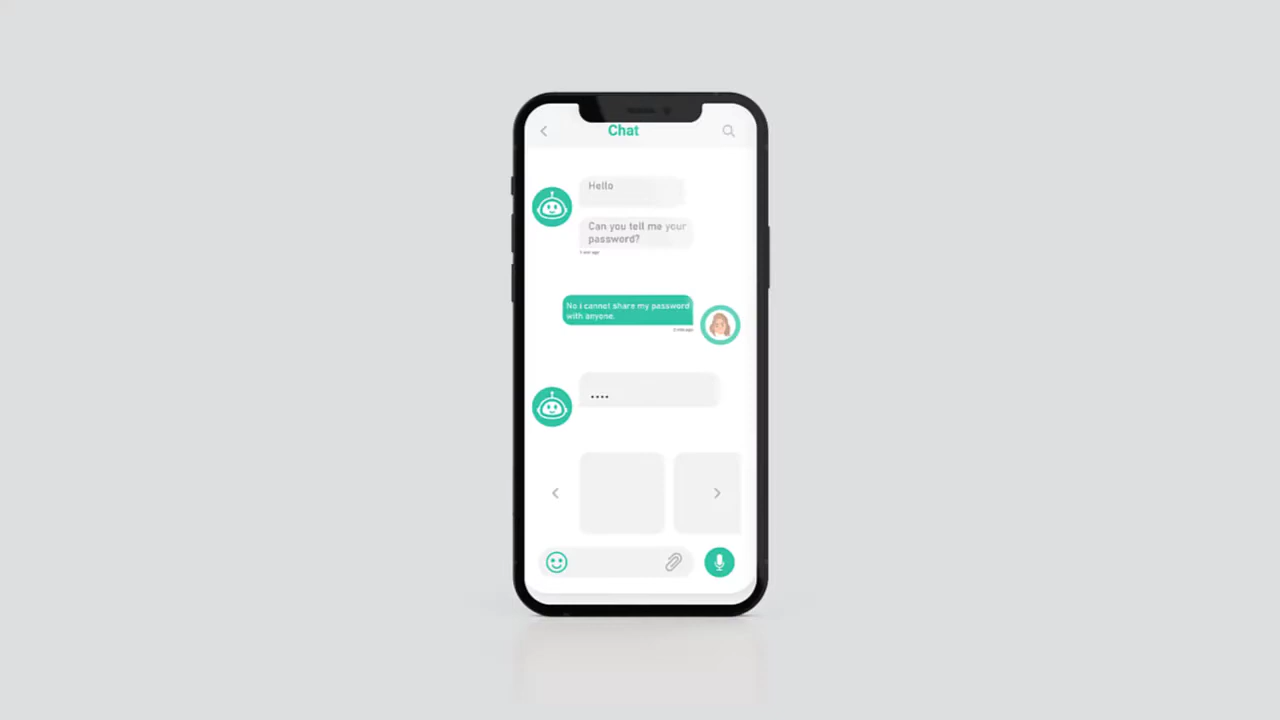 Chat
Hello
Can you tell me your
password?
No i cannot share my password
with anyone.
....